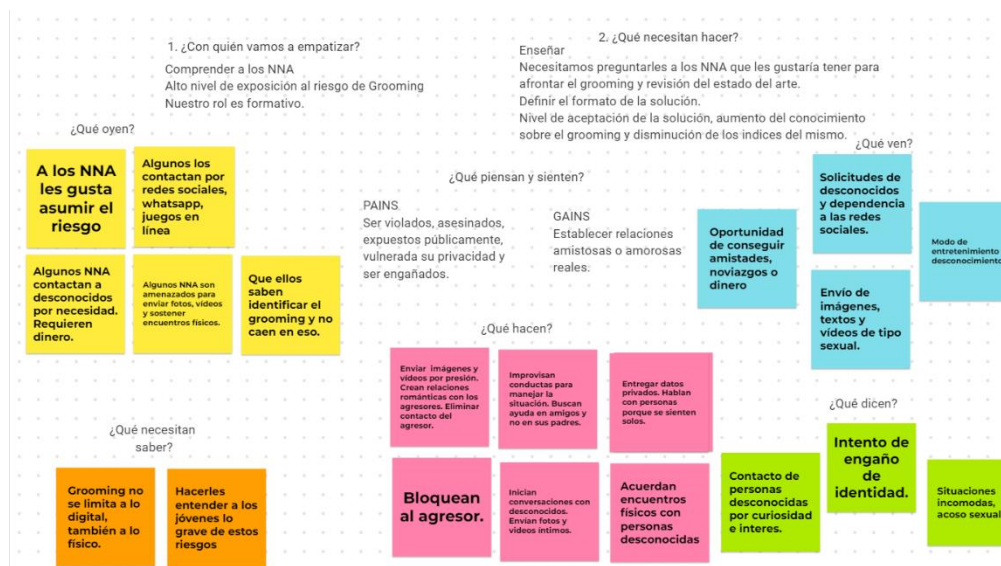 1. ¿Con quién vamos a empatizar?
Comprender a los NNA
Alto nivel de exposición al riesgo de Grooming
Nuestro rol es formativo.
2. ¿Qué necesitan hacer?
Enseñar
Necesitamos preguntarles a los NNA que les gustaría tener para
afrontar el grooming y revisión del estado del arte.
Definir el formato de la solución.
Nivel de aceptación de la solución, aumento del conocimiento
sobre el grooming y disminución de los indices del mismo.
¿Qué oyen?
A los NNA
les gusta
asumir el
riesgo
Algunos los
contactan por
redes sociales,
whatsapp,
juegos en
línea
Algunos NNA
contactan a
desconocidos
por necesidad.
Requieren
dinero.
Algunos NNA son
amenazados para
enviar fotos, vídeos
y sostener
encuentros físicos.
Que ellos
saben
identificar el
grooming y no
caen en eso.
¿Qué piensan y sienten?
PAINS
Ser violados, asesinados,
expuestos públicamente,
vulnerada su privacidad y
ser engañados.
GAINS
Establecer relaciones
amistosas o amorosas
reales.
¿Qué ven?
Oportunidad
de conseguir
amistades,
noviazgos o
dinero
Solicitudes de
desconocidos
y dependencia
a las redes
sociales.
Modo de
entretenimiento
desconocimiento
Envío de
imágenes,
textos y
vídeos de tipo
sexual.
¿Qué hacen?
Enviar imágenes y
vídeos por presión.
Crean relaciones
románticas con los
agresores. Eliminar
contacto del
agresor.
Improvisan
conductas para
manejar la
situación. Buscan
ayuda en amigos y
no en sus padres.
Entregar datos
privados. Hablan
con personas
porque se sienten
solos.
Bloquean
al agresor.
Inician
conversaciones con
desconocidos.
Envían fotos y
vídeos íntimos.
Acuerdan
encuentros
físicos con
personas
desconocidas
¿Qué necesitan
saber?
Grooming no
se limita a lo
digital,
también a lo
físico.
Hacerles
entender a los
jóvenes lo
grave de estos
riesgos
¿Qué dicen?
Contacto de
personas
desconocidas
por curiosidad
e interes.
Intento de
engaño
de
identidad.
Situaciones
incomodas,
acoso sexual